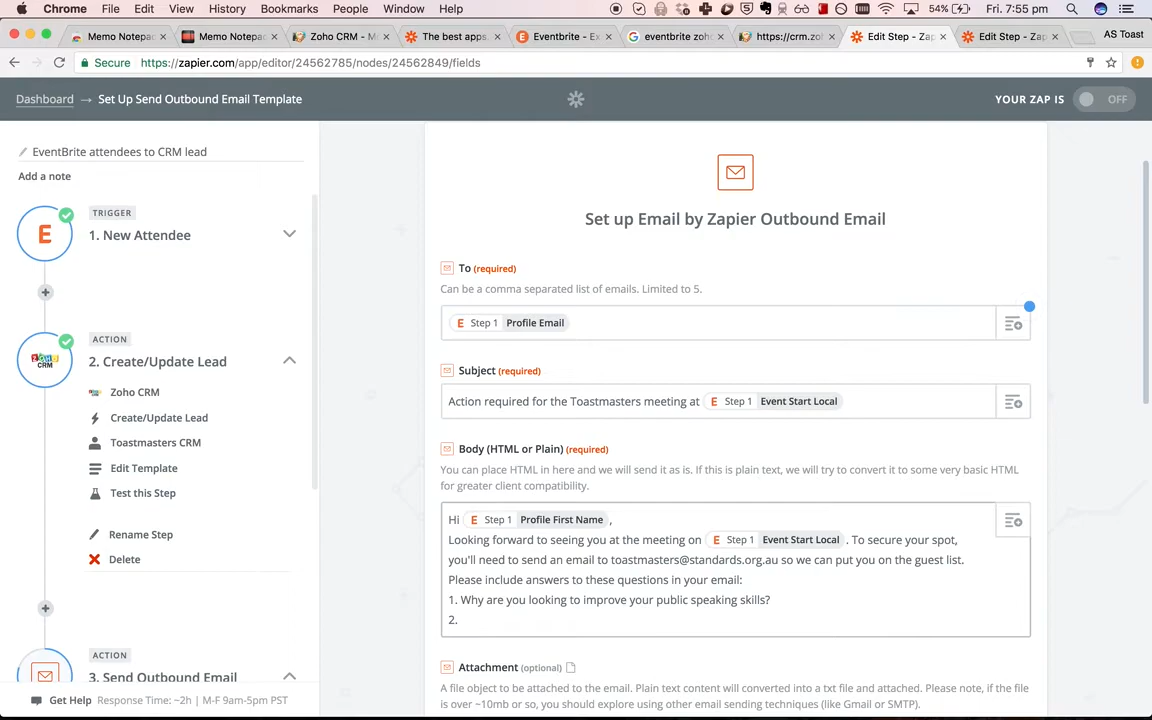 Chrome File Edit View History Bookmarks People Window Help 54% Fri. 7:55 pm
Memo Notepad Memo Notepad Zoho CRM - The best apps. Eventbrite - Ex eventbrite zoho https://crm.zoh Edit Step - Zap Edit Step - Zap AS Toast
Secure https://zapier.com/app/editor/24562785/nodes/24562849/fields
Dashboard → Set Up Send Outbound Email Template
YOUR ZAP IS OFF
EventBrite attendees to CRM lead
Add a note
TRIGGER
1. New Attendee
ACTION
2. Create/Update Lead
ZOHO
CRM
Zoho CRM
Create/Update Lead
Toastmasters CRM
Edit Template
Test this Step
Rename Step
Delete
ACTION
3. Send Outbound Email
Get Help Response Time: ~2h | M-F 9am-5pm PST
Set up Email by Zapier Outbound Email
To (required)
Can be a comma separated list of emails. Limited to 5.
E Step 1 Profile Email
Subject (required)
Action required for the Toastmasters meeting at E Step 1 Event Start Local
Body (HTML or Plain) (required)
You can place HTML in here and we will send it as is. If this is plain text, we will try to convert it to some very basic HTML
for greater client compatibility.
Hi E Step 1 Profile First Name ,
Looking forward to seeing you at the meeting on E Step 1 Event Start Local . To secure your spot,
you'll need to send an email to toastmasters@standards.org.au so we can put you on the guest list.
Please include answers to these questions in your email:
1. Why are you looking to improve your public speaking skills?
2.
Attachment (optional)
A file object to be attached to the email. Plain text content will converted into a txt file and attached. Please note, if the file
is over ~10mb or so, you should explore using other email sending techniques (like Gmail or SMTP).